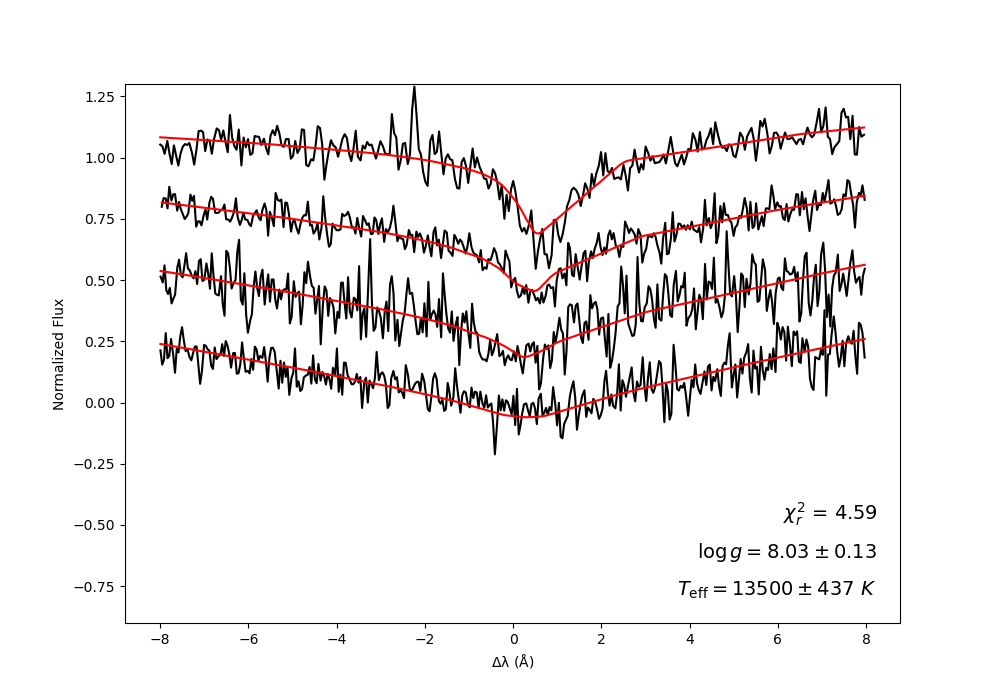 Normalized Flux
1.25
1.00
0.75
0.50
0.25
0.00
−0.25
−0.50
−0.75
χ_r^2 = 4.59
log g = 8.03 ± 0.13
T_eff = 13500 ± 437 K
−8 −6 −4 −2 0 2 4 6 8
Δλ (Å)